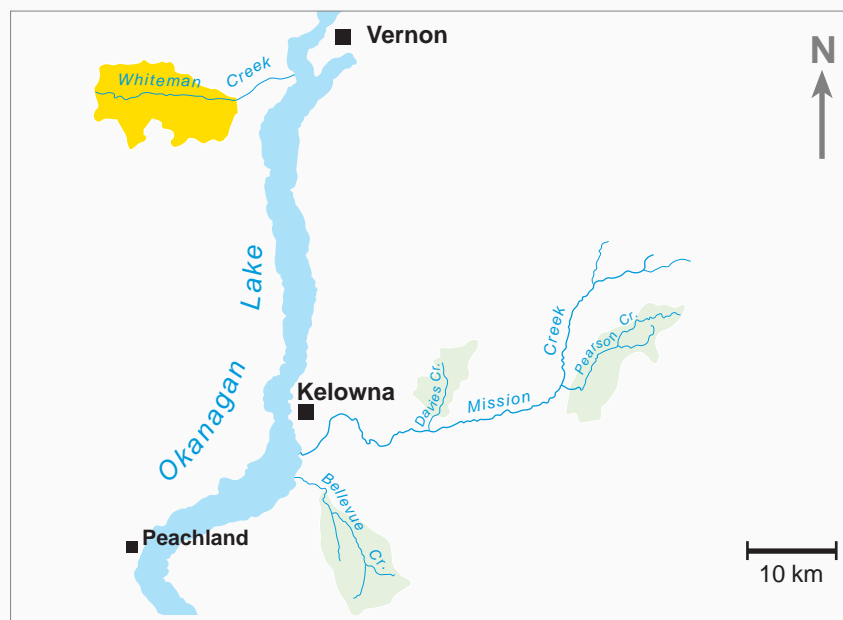 Vernon
N
Whiteman Creek
Okanagan Lake
Creek
Pearson Cr.
Davies Cr.
Mission
Kelowna
Bellevue Cr.
Peachland
10 km